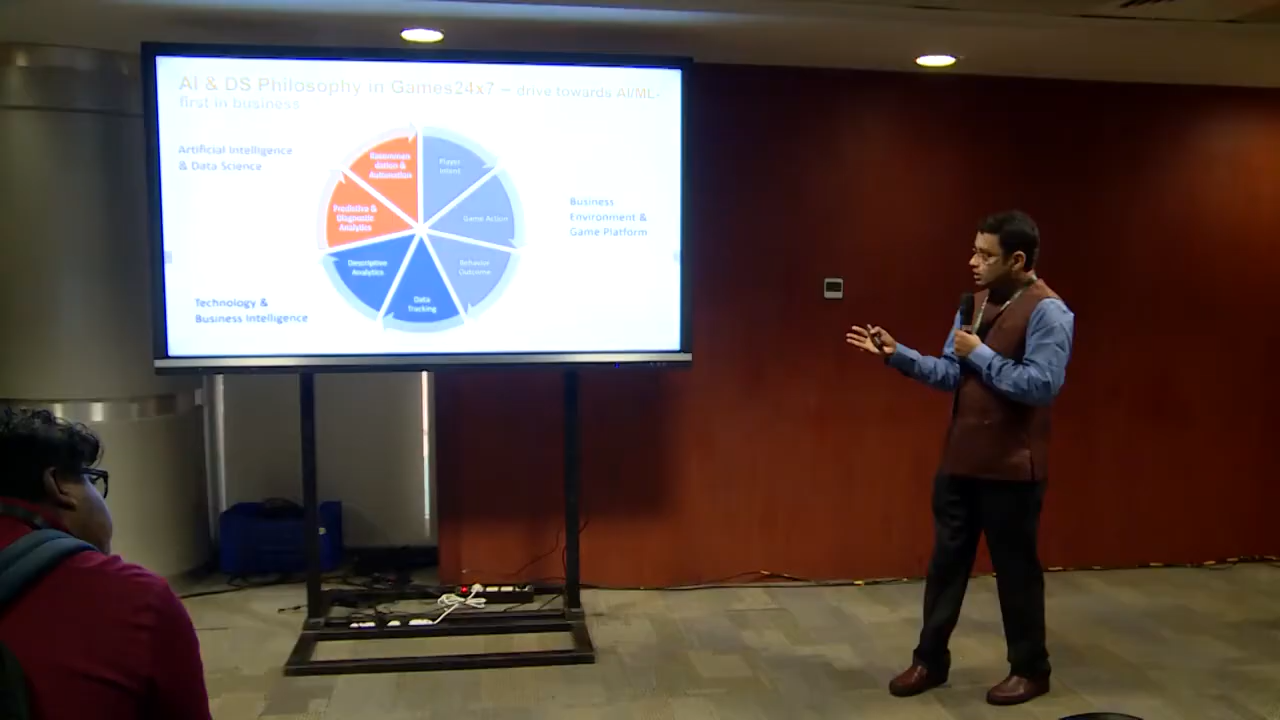 AI & DS Philosophy in Games24x7 – drive towards AI/ML-
first in business
Artificial Intelligence
& Data Science
Recommen
dation &
Automation
Player
Intent
Predictive &
Diagnostic
Analytics
Game Action
Business
Environment &
Game Platform
Descriptive
Analytics
Behavior
Outcome
Data
Tracking
Technology &
Business Intelligence